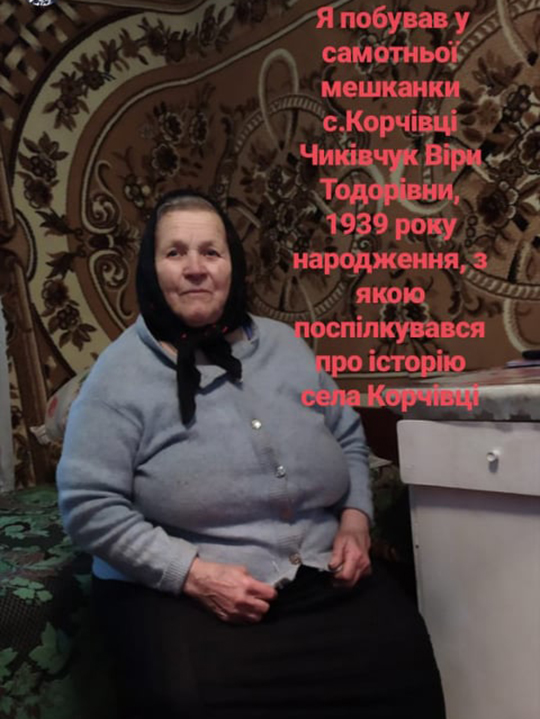 Я побував у
самотньої
мешканки
с.Корчівці
Чиківчук Віри
Тодорівни,
1939 року
народження, з
якою
поспілкувався
про історію
села Корчівці